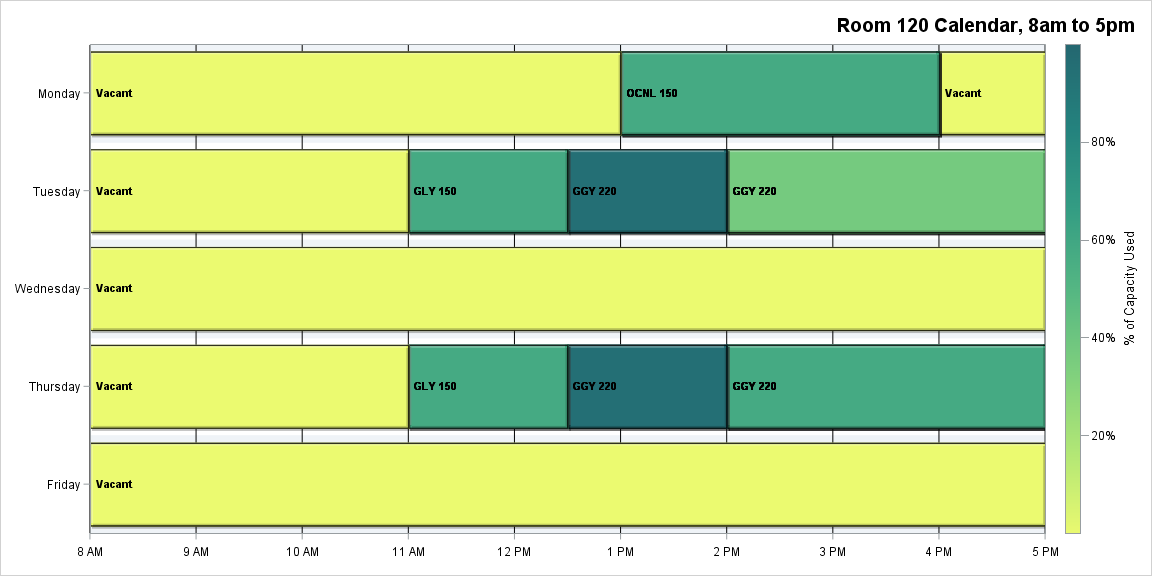 Room 120 Calendar, 8am to 5pm
Monday
Vacant
OCNL 150
Vacant
Tuesday
Vacant
GLY 150
GGY 220
GGY 220
Wednesday
Vacant
Thursday
Vacant
GLY 150
GGY 220
GGY 220
Friday
Vacant
8 AM
9 AM
10 AM
11 AM
12 PM
1 PM
2 PM
3 PM
4 PM
5 PM
80%
60%
40%
20%
% of Capacity Used